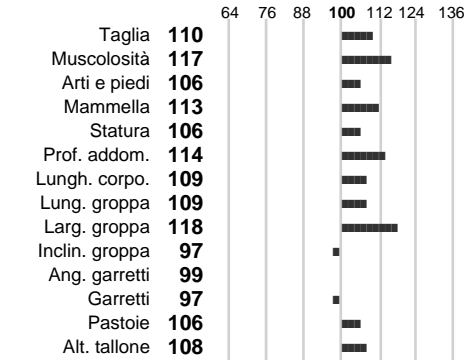 64 76 88 100 112 124 136
Taglia 110
Muscolosità 117
Arti e piedi 106
Mammella 113
Statura 106
Prof. addom. 114
Lungh. corpo. 109
Lung. groppa 109
Larg. groppa 118
Inclin. groppa 97
Ang. garretti 99
Garretti 97
Pastoie 106
Alt. tallone 108